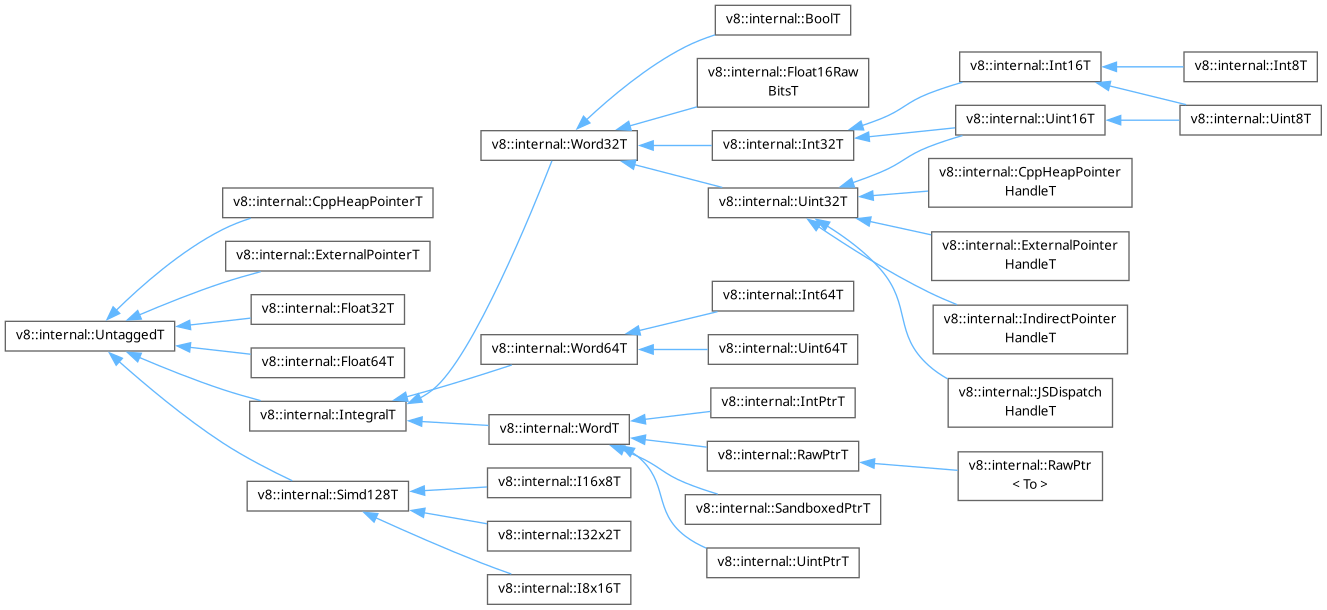 v8::internal::UntaggedT
v8::internal::CppHeapPointerT
v8::internal::ExternalPointerT
v8::internal::Float32T
v8::internal::Float64T
v8::internal::IntegralT
v8::internal::Simd128T
v8::internal::Word32T
v8::internal::Word64T
v8::internal::WordT
v8::internal::I16x8T
v8::internal::I32x2T
v8::internal::I8x16T
v8::internal::BoolT
v8::internal::Float16Raw
BitsT
v8::internal::Int32T
v8::internal::Uint32T
v8::internal::Int64T
v8::internal::Uint64T
v8::internal::IntPtrT
v8::internal::RawPtrT
v8::internal::SandboxedPtrT
v8::internal::UintPtrT
v8::internal::Int16T
v8::internal::Uint16T
v8::internal::CppHeapPointer
HandleT
v8::internal::ExternalPointer
HandleT
v8::internal::IndirectPointer
HandleT
v8::internal::JSDispatch
HandleT
v8::internal::RawPtr
< To >
v8::internal::Int8T
v8::internal::Uint8T